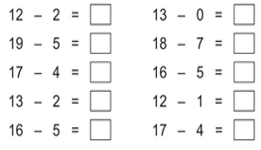 12 – 2 = □ 13 – 0 = □
19 – 5 = □ 18 – 7 = □
17 – 4 = □ 16 – 5 = □
13 – 2 = □ 12 – 1 = □
16 – 5 = □ 17 – 4 = □